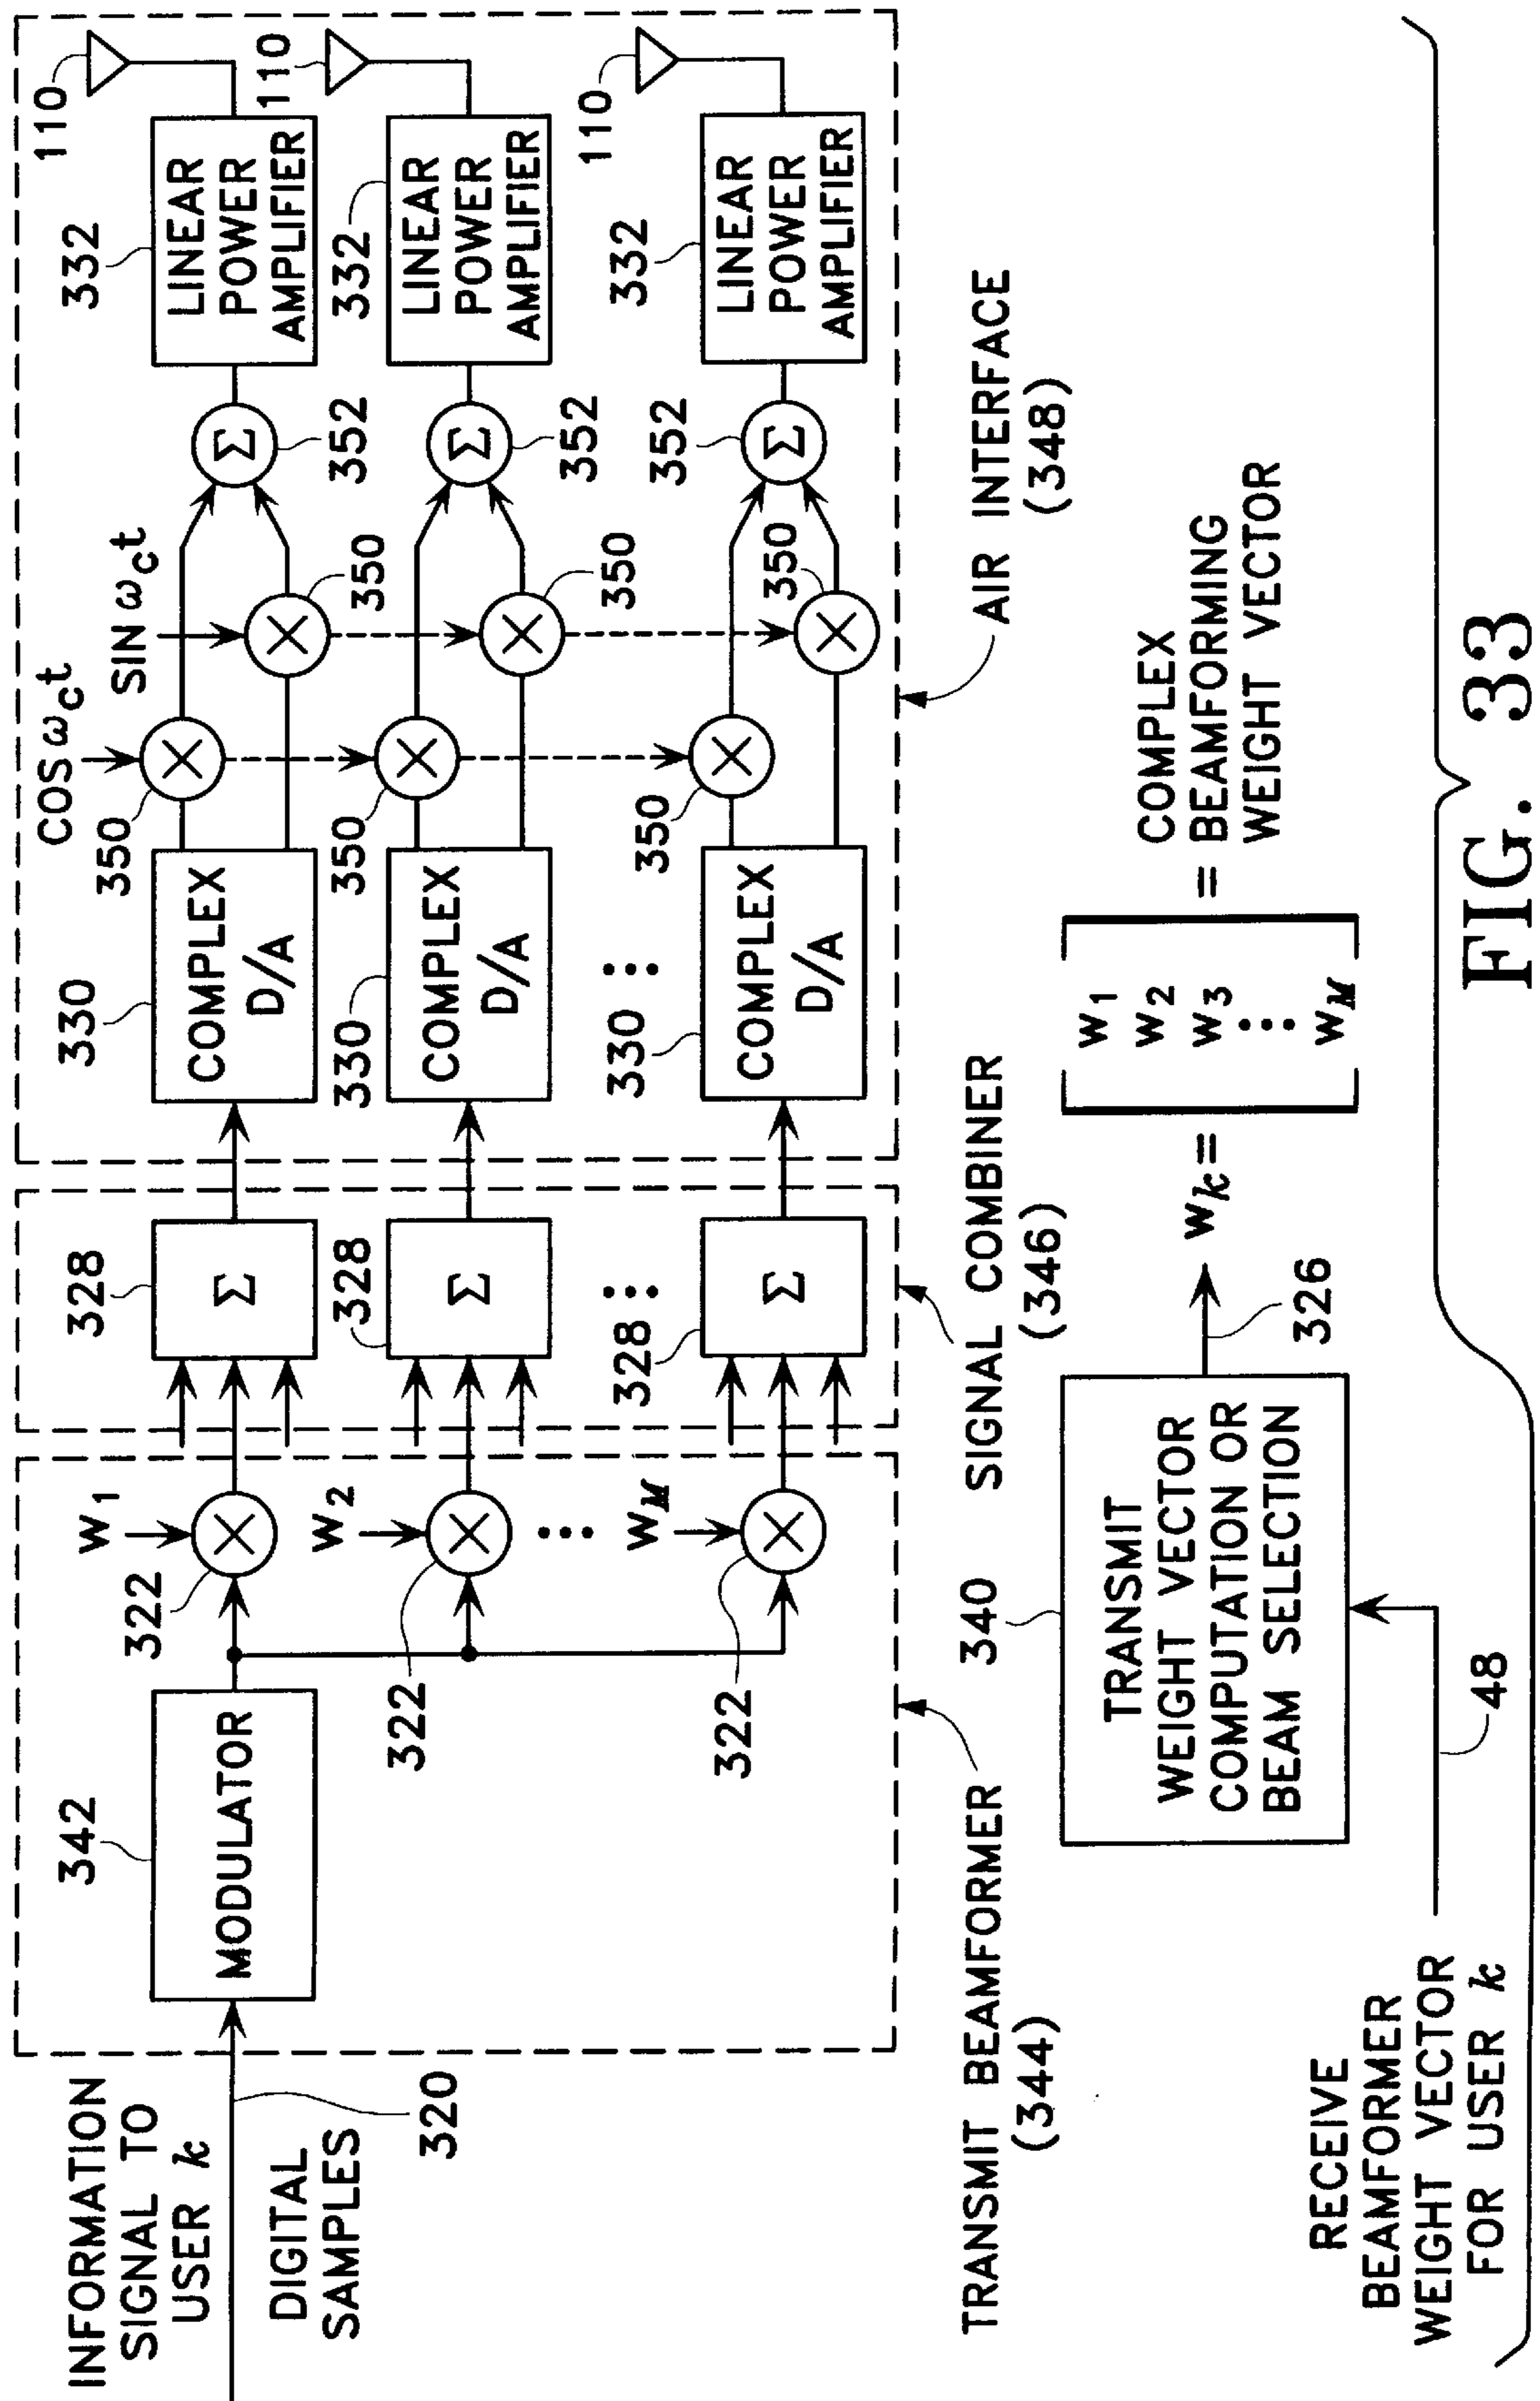 INFORMATION
SIGNAL TO
USER k
DIGITAL
SAMPLES
320
342
MODULATOR
322
w1
322
w2
322
wM
TRANSMIT BEAMFORMER
(344)
328
Σ
328
Σ
328
Σ
SIGNAL COMBINER
(346)
330
COMPLEX
D/A
330
COMPLEX
D/A
330
COMPLEX
D/A
COS ωct
SIN ωct
350
350
350
350
350
350
Σ
352
Σ
352
Σ
352
332
LINEAR
POWER
AMPLIFIER
332
LINEAR
POWER
AMPLIFIER
332
LINEAR
POWER
AMPLIFIER
110
110
110
AIR INTERFACE
(348)
RECEIVE
BEAMFORMER
WEIGHT VECTOR
FOR USER k
48
340
TRANSMIT
WEIGHT VECTOR
COMPUTATION OR
BEAM SELECTION
326
wk=
w1
w2
w3
wM
= COMPLEX
BEAMFORMING
WEIGHT VECTOR
FIG. 33